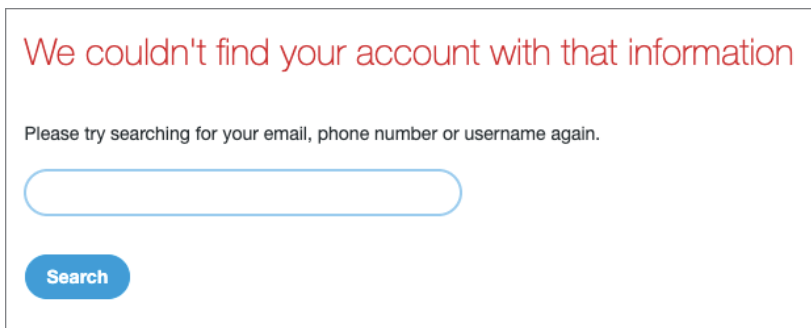 We couldn't find your account with that information
Please try searching for your email, phone number or username again.
Search